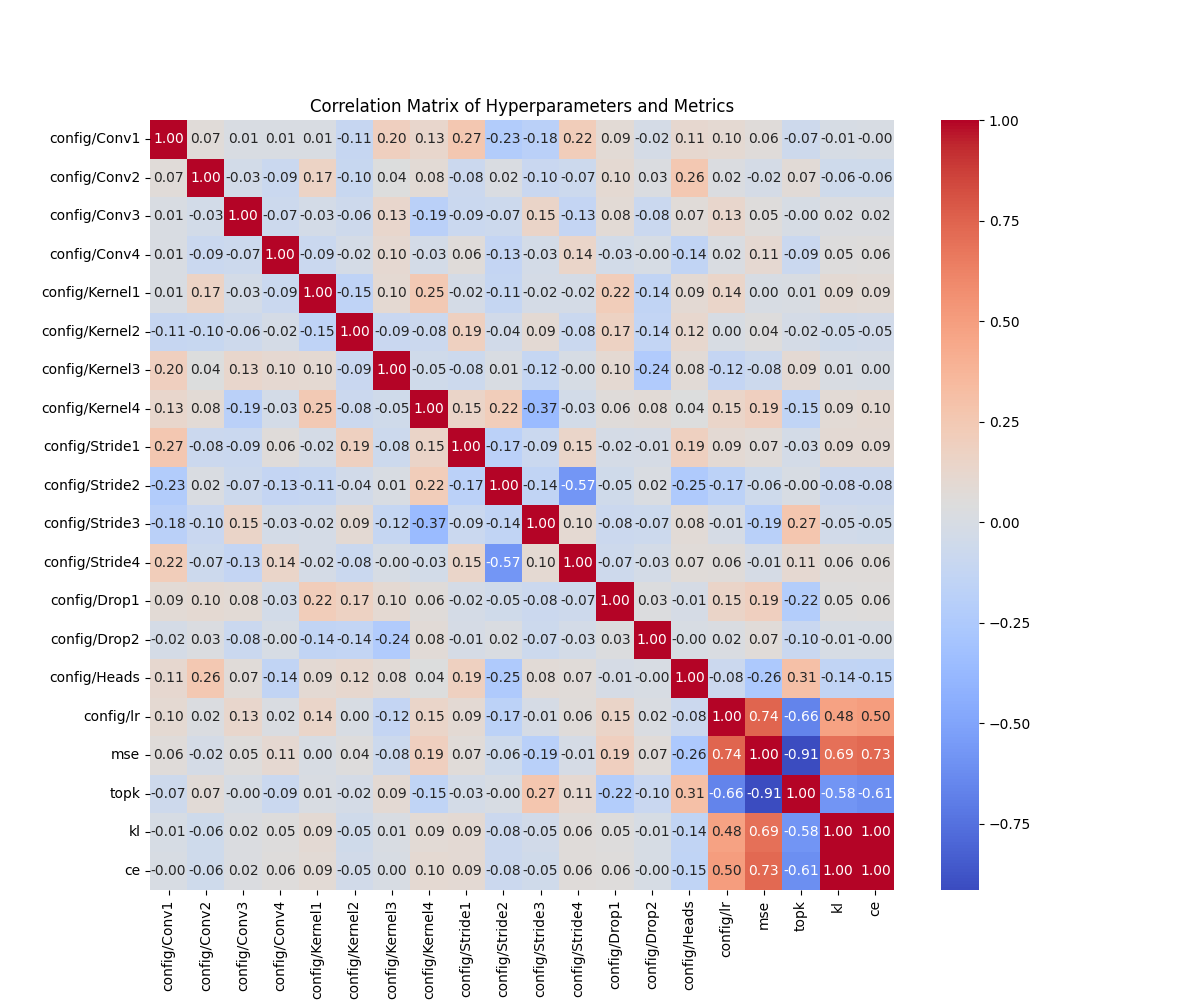 Correlation Matrix of Hyperparameters and Metrics
config/Conv1 1.00 0.07 0.01 0.01 0.01 -0.11 0.20 0.13 0.27 -0.23 -0.18 0.22 0.09 -0.02 0.11 0.10 0.06 -0.07 -0.01 -0.00
config/Conv2 0.07 1.00 -0.03 -0.09 0.17 -0.10 0.04 0.08 -0.08 0.02 -0.10 -0.07 0.10 0.03 0.26 0.02 -0.02 0.07 -0.06 -0.06
config/Conv3 0.01 -0.03 1.00 -0.07 -0.03 -0.06 0.13 -0.19 -0.09 -0.07 0.15 -0.13 0.08 -0.08 0.07 0.13 0.05 -0.00 0.02 0.02
config/Conv4 0.01 -0.09 -0.07 1.00 -0.09 -0.02 0.10 -0.03 0.06 -0.13 -0.03 0.14 -0.03 -0.00 -0.14 0.02 0.11 -0.09 0.05 0.06
config/Kernel1 0.01 0.17 -0.03 -0.09 1.00 -0.15 0.10 0.25 -0.02 -0.11 -0.02 -0.02 0.22 -0.14 0.09 0.14 0.00 0.01 0.09 0.09
config/Kernel2 -0.11 -0.10 -0.06 -0.02 -0.15 1.00 -0.09 -0.08 0.19 -0.04 0.09 -0.08 0.17 -0.14 0.12 0.00 0.04 -0.02 -0.05 -0.05
config/Kernel3 0.20 0.04 0.13 0.10 0.10 -0.09 1.00 -0.05 -0.08 0.01 -0.12 -0.00 0.10 -0.24 0.08 -0.12 -0.08 0.09 0.01 0.00
config/Kernel4 0.13 0.08 -0.19 -0.03 0.25 -0.08 -0.05 1.00 0.15 0.22 -0.37 -0.03 0.06 0.08 0.04 0.15 0.19 -0.15 0.09 0.10
config/Stride1 0.27 -0.08 -0.09 0.06 -0.02 0.19 -0.08 0.15 1.00 -0.17 -0.09 0.15 -0.02 -0.01 0.19 0.09 0.07 -0.03 0.09 0.09
config/Stride2 -0.23 0.02 -0.07 -0.13 -0.11 -0.04 0.01 0.22 -0.17 1.00 -0.14 -0.57 -0.05 0.02 -0.25 -0.17 -0.06 -0.00 -0.08 -0.08
config/Stride3 -0.18 -0.10 0.15 -0.03 -0.02 0.09 -0.12 -0.37 -0.09 -0.14 1.00 0.10 -0.08 -0.07 0.08 -0.01 -0.19 0.27 -0.05 -0.05
config/Stride4 0.22 -0.07 -0.13 0.14 -0.02 -0.08 -0.00 -0.03 0.15 -0.57 0.10 1.00 -0.07 -0.03 0.07 0.06 -0.01 0.11 0.06 0.06
config/Drop1 0.09 0.10 0.08 -0.03 0.22 0.17 0.10 0.06 -0.02 -0.05 -0.08 -0.07 1.00 0.03 -0.01 0.15 0.19 -0.22 0.05 0.06
config/Drop2 -0.02 0.03 -0.08 -0.00 -0.14 -0.14 -0.24 0.08 -0.01 0.02 -0.07 -0.03 0.03 1.00 -0.00 0.02 0.07 -0.10 -0.01 -0.00
config/Heads 0.11 0.26 0.07 -0.14 0.09 0.12 0.08 0.04 0.19 -0.25 0.08 0.07 -0.01 -0.00 1.00 -0.08 -0.26 0.31 -0.14 -0.15
config/lr 0.10 0.02 0.13 0.02 0.14 0.00 -0.12 0.15 0.09 -0.17 -0.01 0.06 0.15 0.02 -0.08 1.00 0.74 -0.66 0.48 0.50
mse 0.06 -0.02 0.05 0.11 0.00 0.04 -0.08 0.19 0.07 -0.06 -0.19 -0.01 0.19 0.07 -0.26 0.74 1.00 -0.91 0.69 0.73
topk -0.07 0.07 -0.00 -0.09 0.01 -0.02 0.09 -0.15 -0.03 -0.00 0.27 0.11 -0.22 -0.10 0.31 -0.66 -0.91 1.00 -0.58 -0.61
kl -0.01 -0.06 0.02 0.05 0.09 -0.05 0.01 0.09 0.09 -0.08 -0.05 0.06 0.05 -0.01 -0.14 0.48 0.69 -0.58 1.00 1.00
ce -0.00 -0.06 0.02 0.06 0.09 -0.05 0.00 0.10 0.09 -0.08 -0.05 0.06 0.06 -0.00 -0.15 0.50 0.73 -0.61 1.00 1.00
config/Conv1
config/Conv2
config/Conv3
config/Conv4
config/Kernel1
config/Kernel2
config/Kernel3
config/Kernel4
config/Stride1
config/Stride2
config/Stride3
config/Stride4
config/Drop1
config/Drop2
config/Heads
config/lr
mse
topk
kl
ce
1.00
0.75
0.50
0.25
0.00
−0.25
−0.50
−0.75